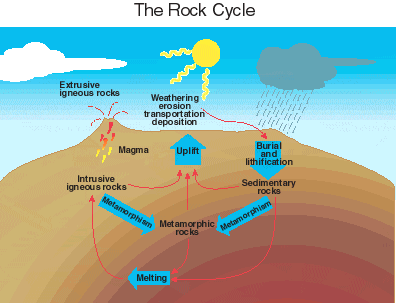 The Rock Cycle
Extrusive
igneous rocks
Weathering
erosion
transportation
deposition
Magma
Uplift
Burial
and
lithification
Intrusive
igneous rocks
Sedimentary
rocks
Metamorphism
Metamorphism
Metamorphic
rocks
Melting